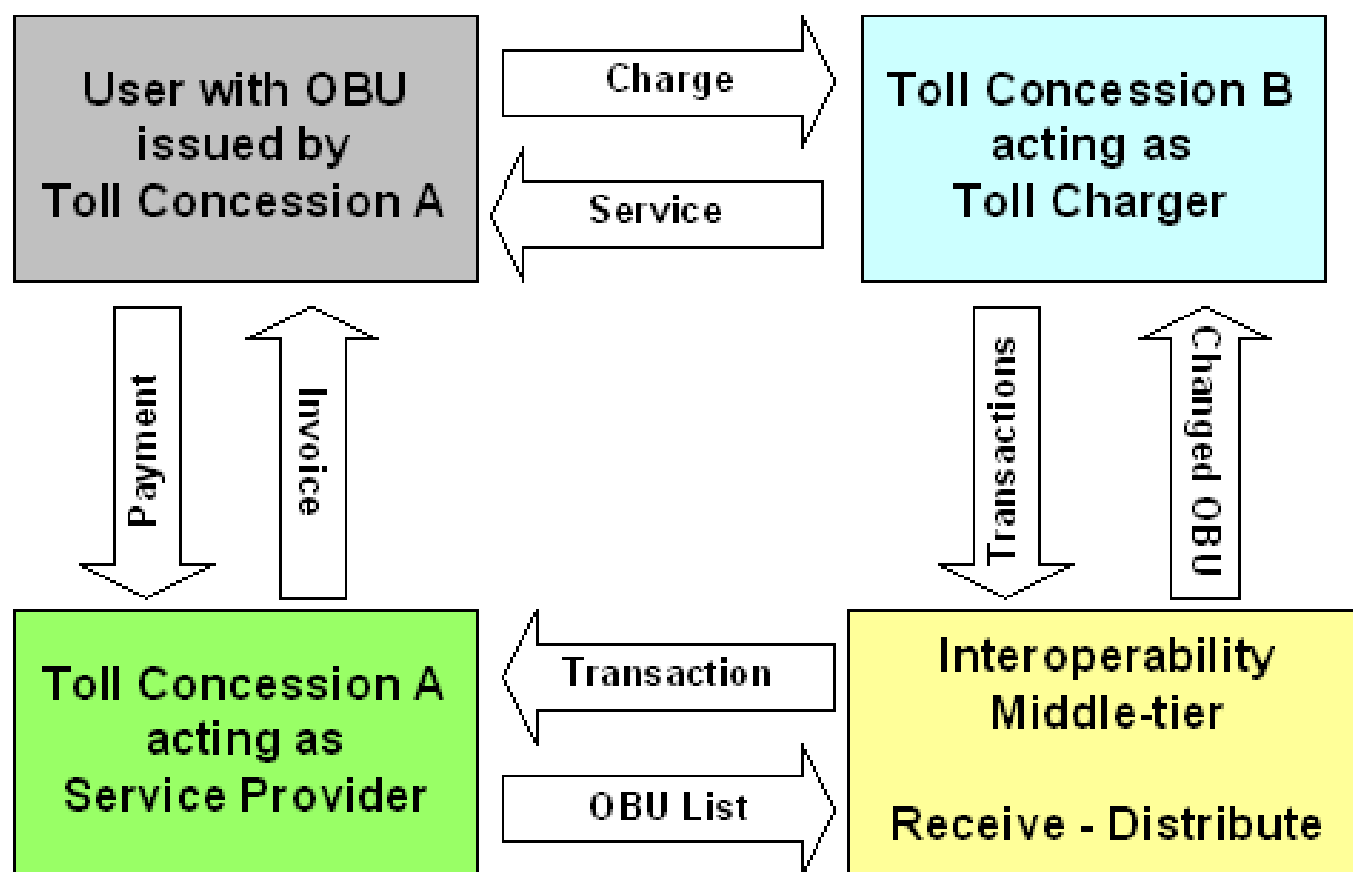 User with OBU
issued by
Toll Concession A
Charge
Service
Toll Concession B
acting as
Toll Charger
Payment
Invoice
Transactions
Changed OBU
Toll Concession A
acting as
Service Provider
Transaction
OBU List
Interoperability
Middle-tier
Receive - Distribute